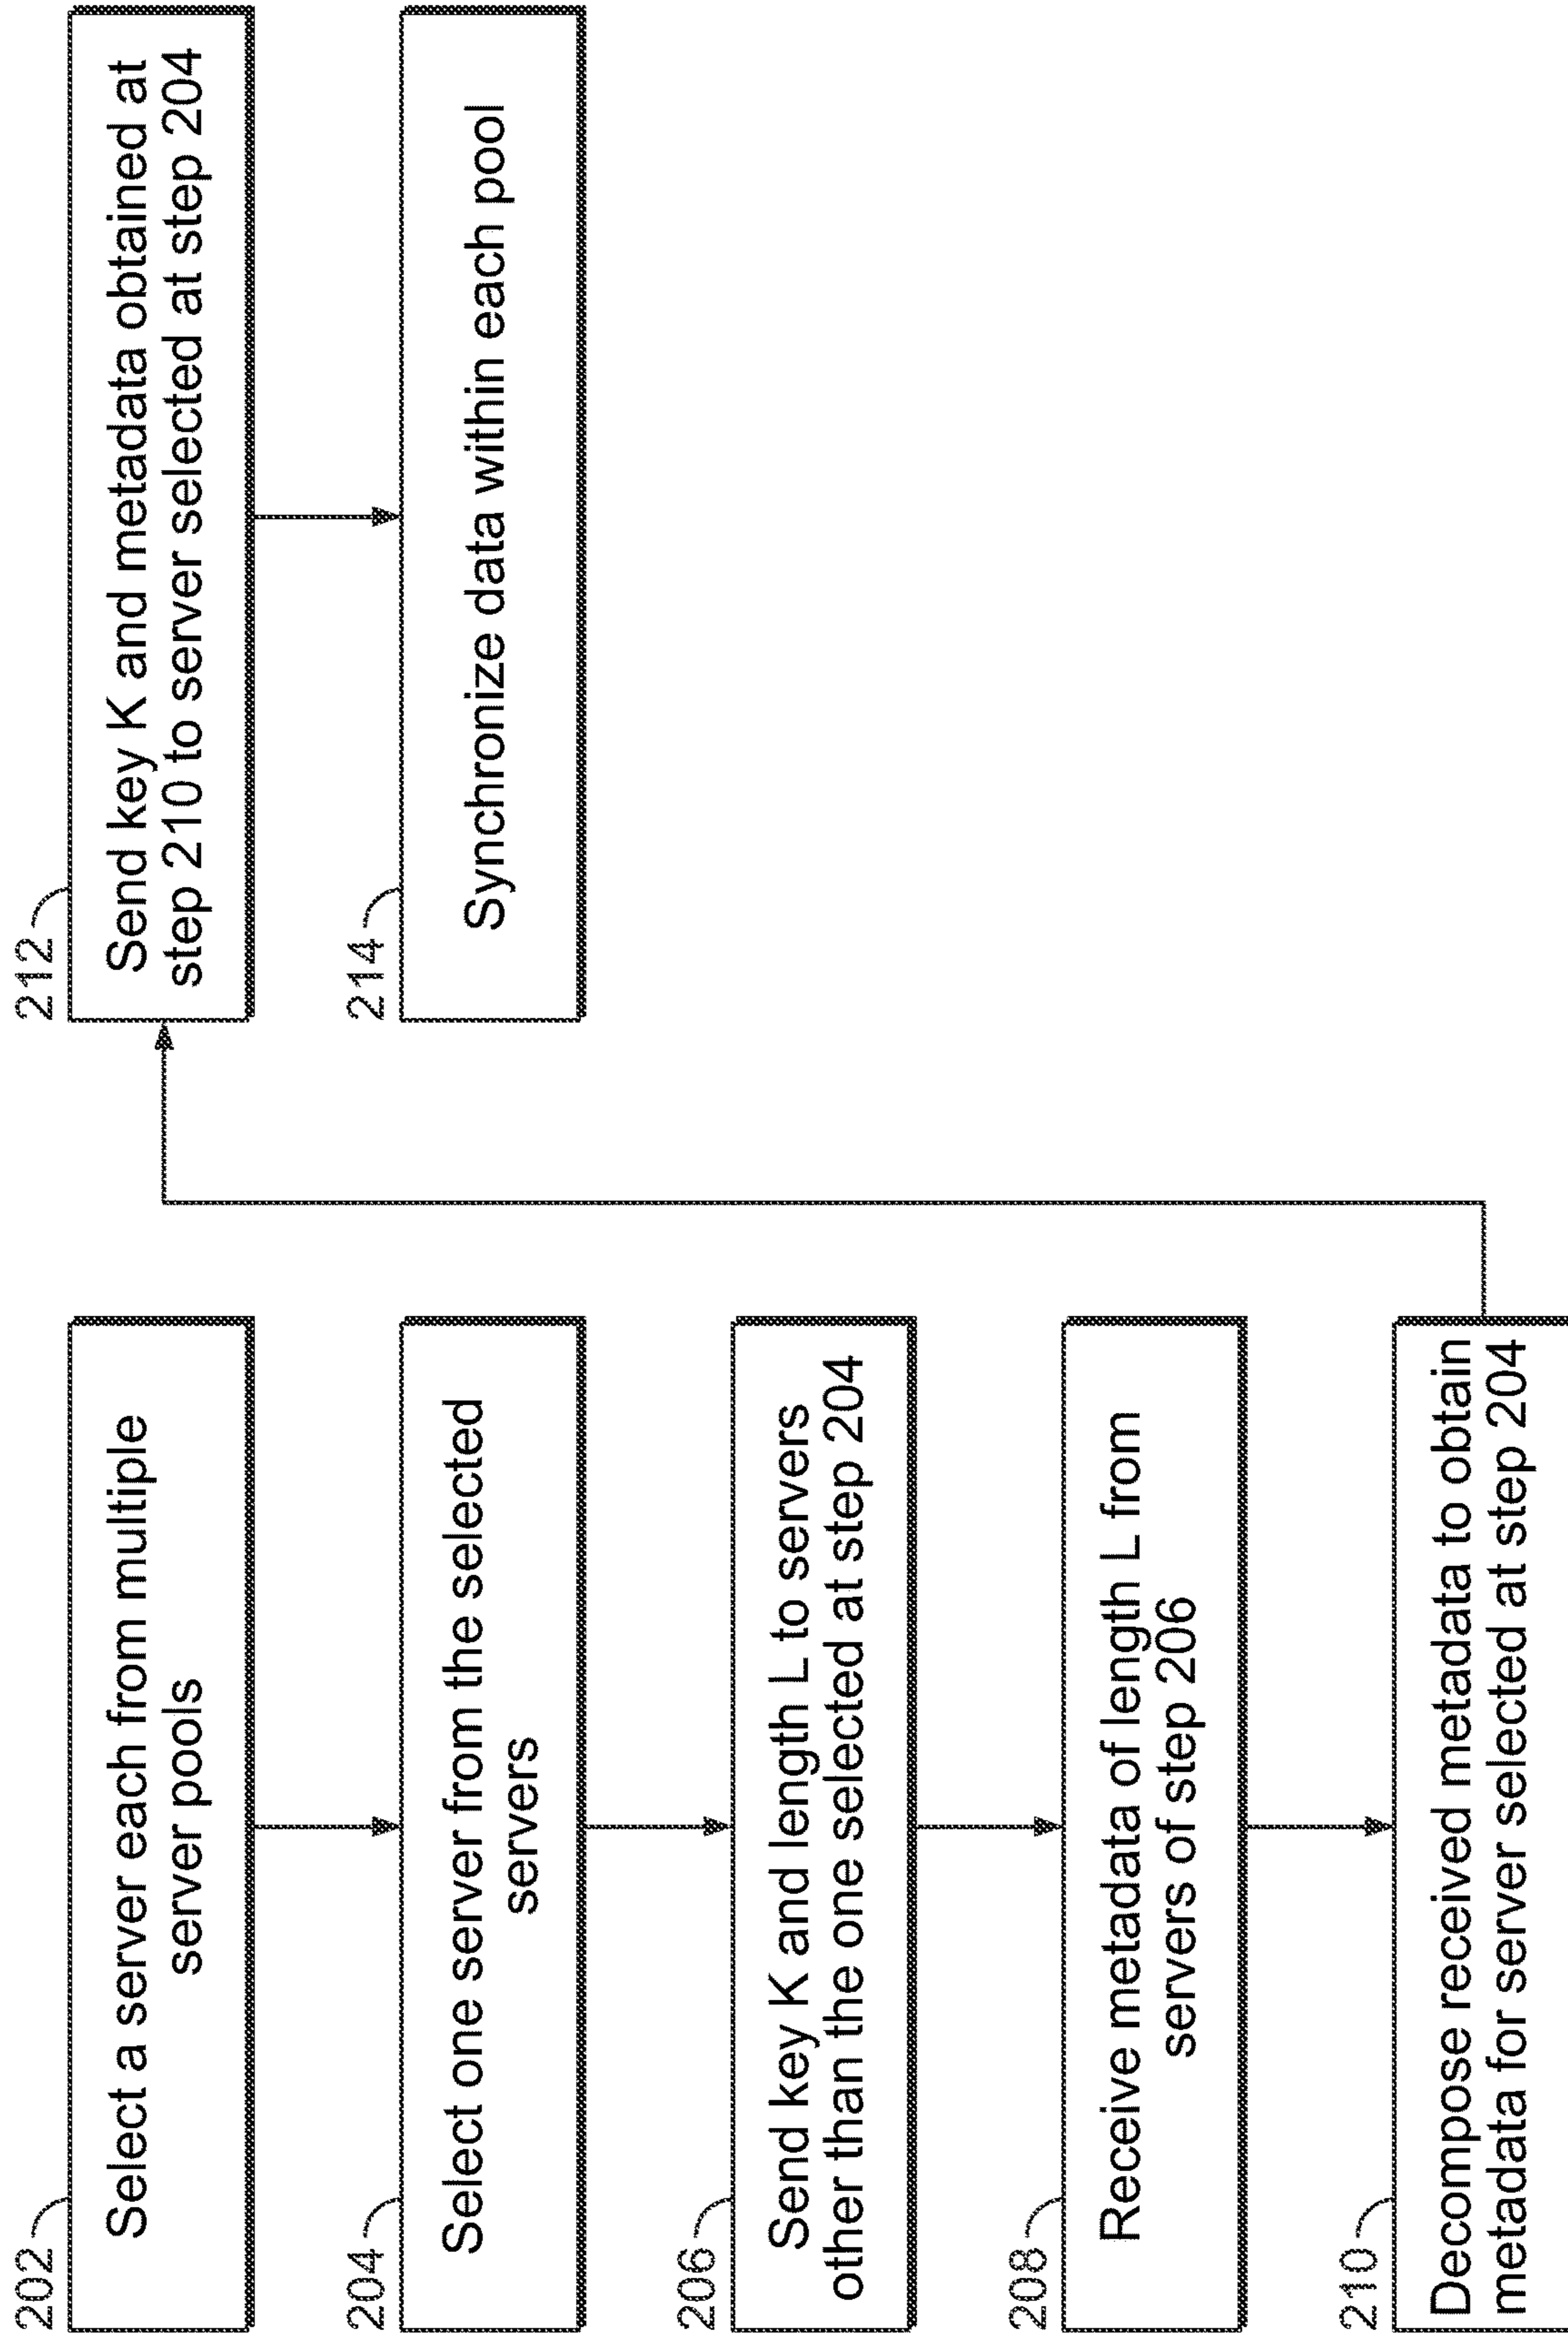 202
Select a server each from multiple
server pools
204
Select one server from the selected
servers
206
Send key K and length L to servers
other than the one selected at step 204
208
Receive metadata of length L from
servers of step 206
210
Decompose received metadata to obtain
metadata for server selected at step 204
212
Send key K and metadata obtained at
step 210 to server selected at step 204
214
Synchronize data within each pool